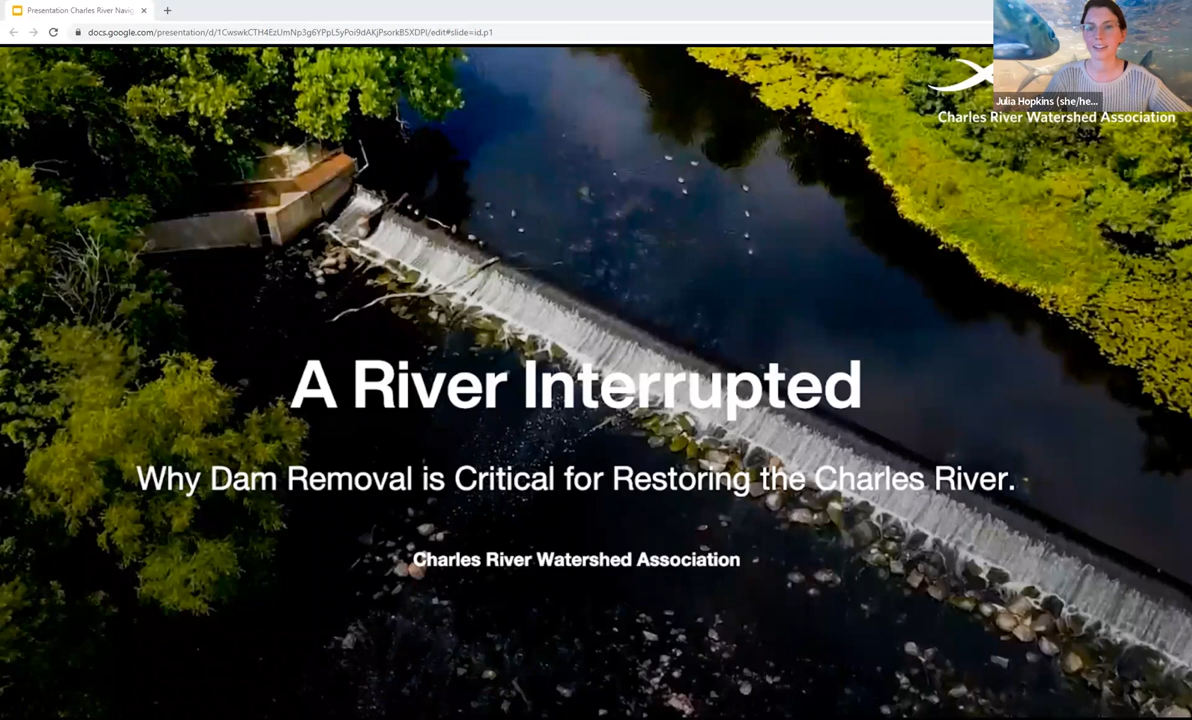 Presentation Charles River Navig
docs.google.com/presentation/d/1CwswkCTH4EzUmNp3g6YPpL5yPoi9dAKjPsorkB5XDPI/edit#slide=id.p1
Julia Hopkins (she/he...
Charles River Watershed Association
A River Interrupted
Why Dam Removal is Critical for Restoring the Charles River.
Charles River Watershed Association